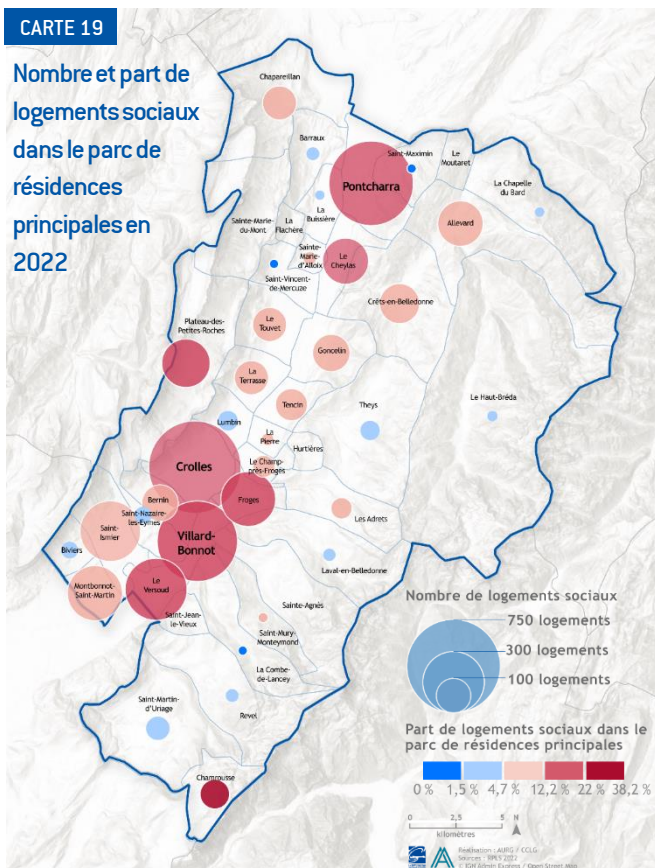 CARTE 19
Nombre et part de
logements sociaux
dans le parc de
résidences
principales en
2022
Chapareillan
Barraux
Saint-Maximin
Le
Moutaret
Pontcharra
La Chapelle
du Bard
La
Buissière
Sainte-Marie-
du-Mont
La
Flachère
Allevard
Sainte-
Marie-
d'Alloix
Le
Cheylas
Saint-Vincent-
de-Mercuze
Crêts-en-Belledonne
Plateau-des-
Petites-Roches
Le
Touvet
Goncelin
La
Terrasse
Tencin
Theys
Le Haut-Bréda
Lumbin
La
Pierre
Hurtières
Crolles
Le Champ-
près-Froges
Bernin
Froges
Saint-Nazaire-
les-Eymes
Les Adrets
Saint-
Ismier
Villard-
Bonnot
Biviers
Laval-en-Belledonne
Montbonnot-
Saint-Martin
Le
Versoud
Sainte-Agnès
Saint-Jean-
le-Vieux
Saint-Mury-
Monteymond
La Combe-
de-Lancey
Saint-Martin-
d'Uriage
Revel
Chamrousse
Nombre de logements sociaux
750 logements
300 logements
100 logements
Part de logements sociaux dans le
parc de résidences principales
0 % 1,5 % 4,7 % 12,2 % 22 % 38,2 %
0 2,5 5 N
kilomètres
Réalisation : AURG / CCLG
Sources : RPLS 2022
© IGN Admin Express / Open Street Map